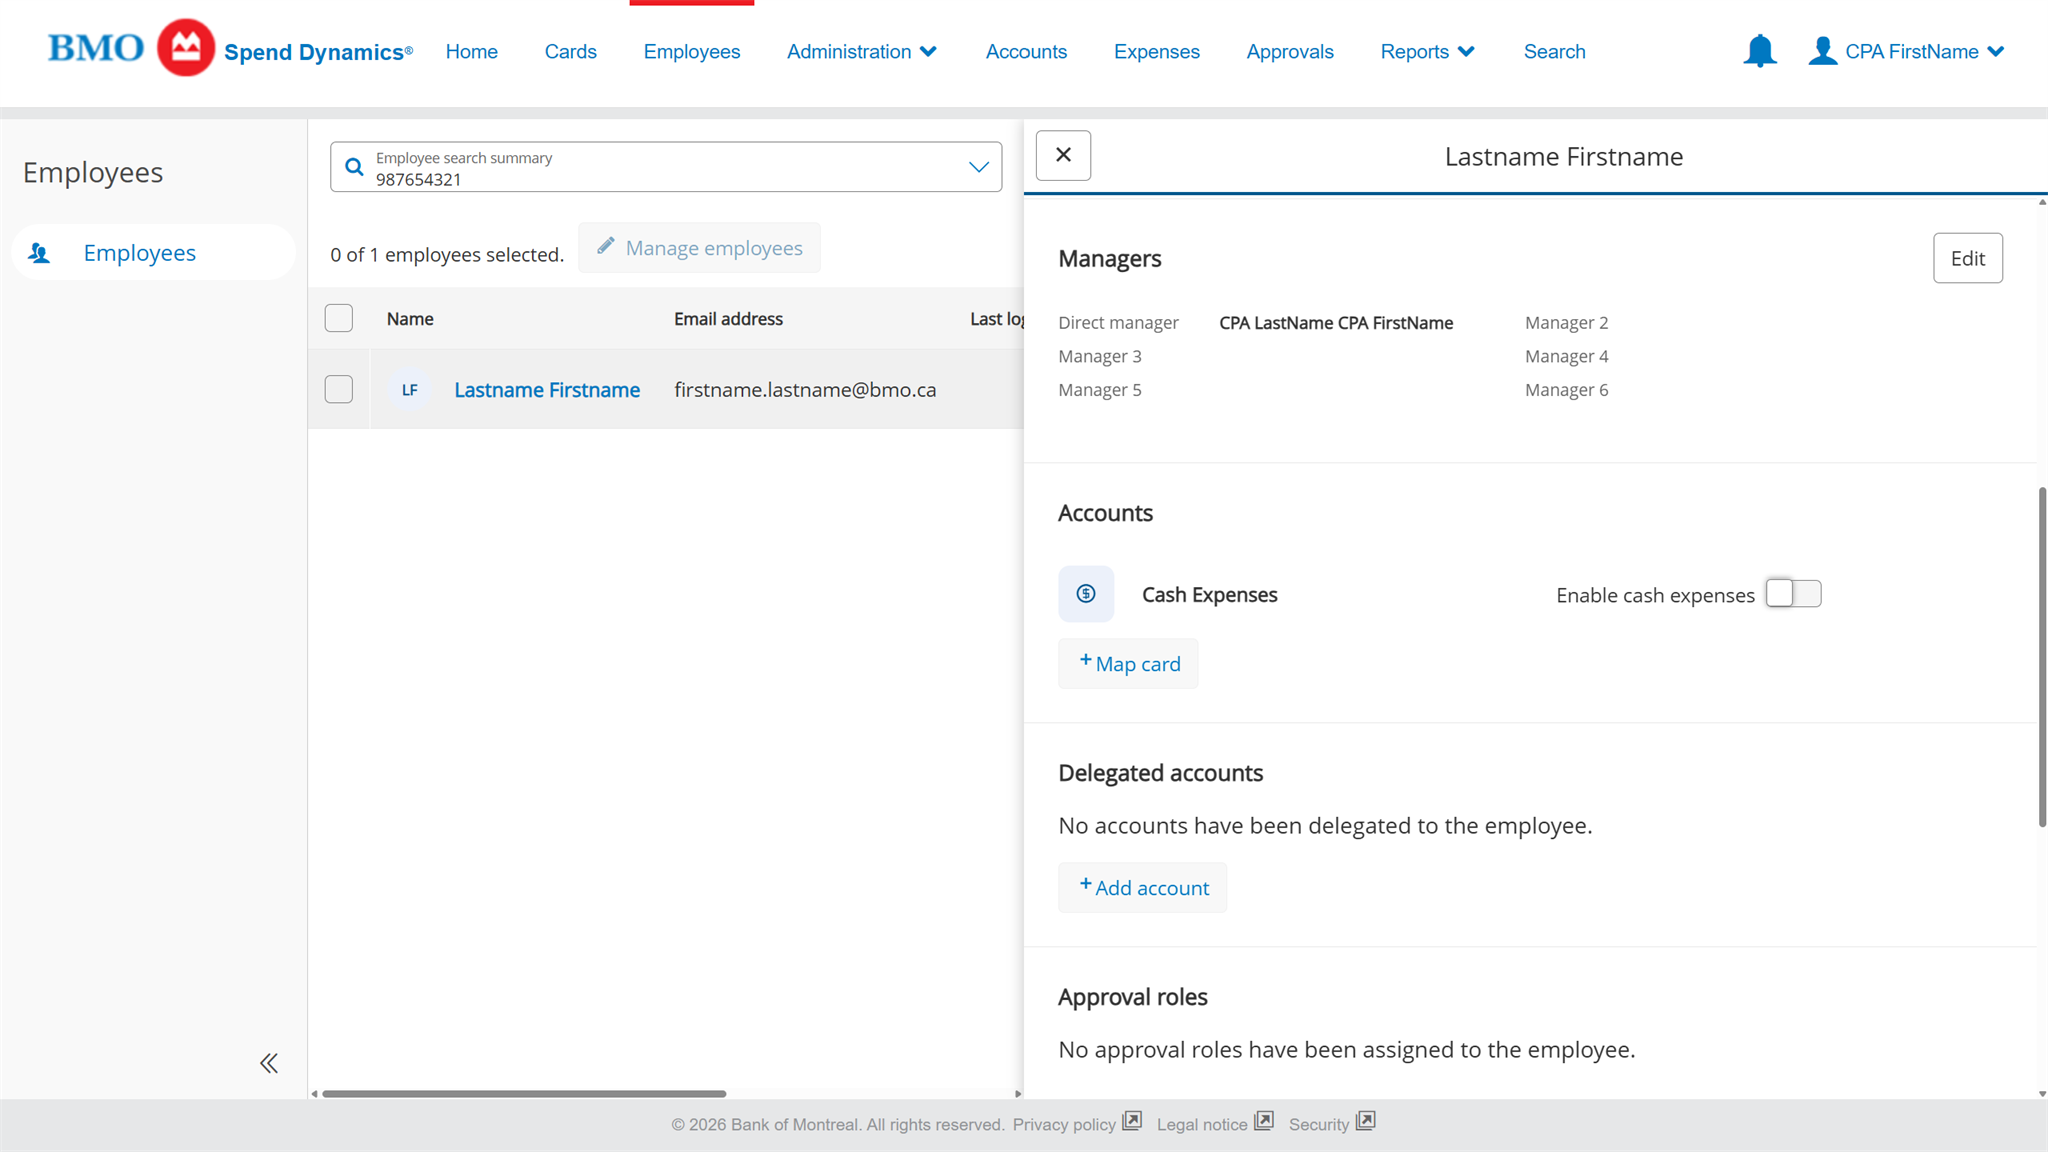 BMO Spend Dynamics®
Home
Cards
Employees
Administration
Accounts
Expenses
Approvals
Reports
Search
CPA FirstName
Employees
Employees
Employee search summary
987654321
0 of 1 employees selected.
Manage employees
Name
Email address
Last log
LF
Lastname Firstname
firstname.lastname@bmo.ca
Lastname Firstname
Managers
Edit
Direct manager
CPA LastName CPA FirstName
Manager 2
Manager 3
Manager 4
Manager 5
Manager 6
Accounts
Cash Expenses
Enable cash expenses
+ Map card
Delegated accounts
No accounts have been delegated to the employee.
+ Add account
Approval roles
No approval roles have been assigned to the employee.
© 2026 Bank of Montreal. All rights reserved. Privacy policy Legal notice Security